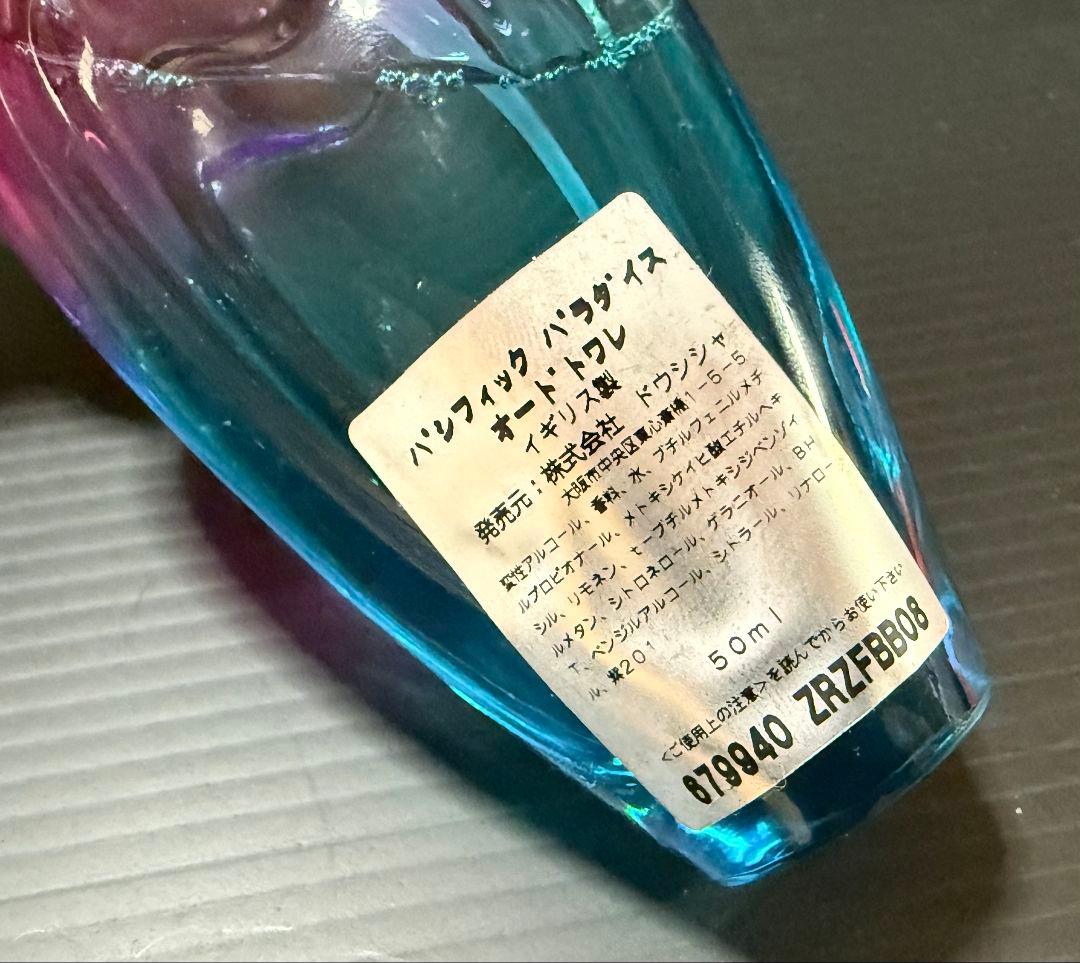 パシフィック パラダイス
オード トワレ
イギリス製
発売元：株式会社 ドウシシャ
大阪市中央区東心斎橋1-5-5
変性アルコール、香料、水、ブチルフェニルメチ
ルプロピオナール、メトキシケイヒ酸エチルヘキ
シル、リモネン、t-ブチルメトキシジベンゾイ
ルメタン、シトロネロール、ゲラニオール、BH
T、ベンジルアルコール、シトラール、リナロー
ル、紫201
50ml
<ご使用上の注意>を読んでからお使い下さい
679940 ZRZFBB08